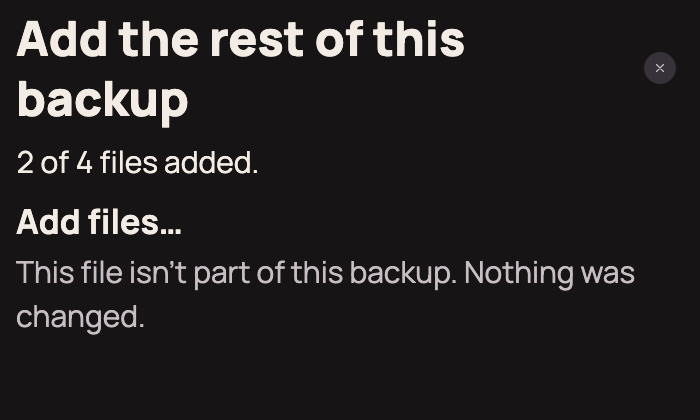 Add the rest of this
backup
2 of 4 files added.
Add files…
This file isn’t part of this backup. Nothing was
changed.